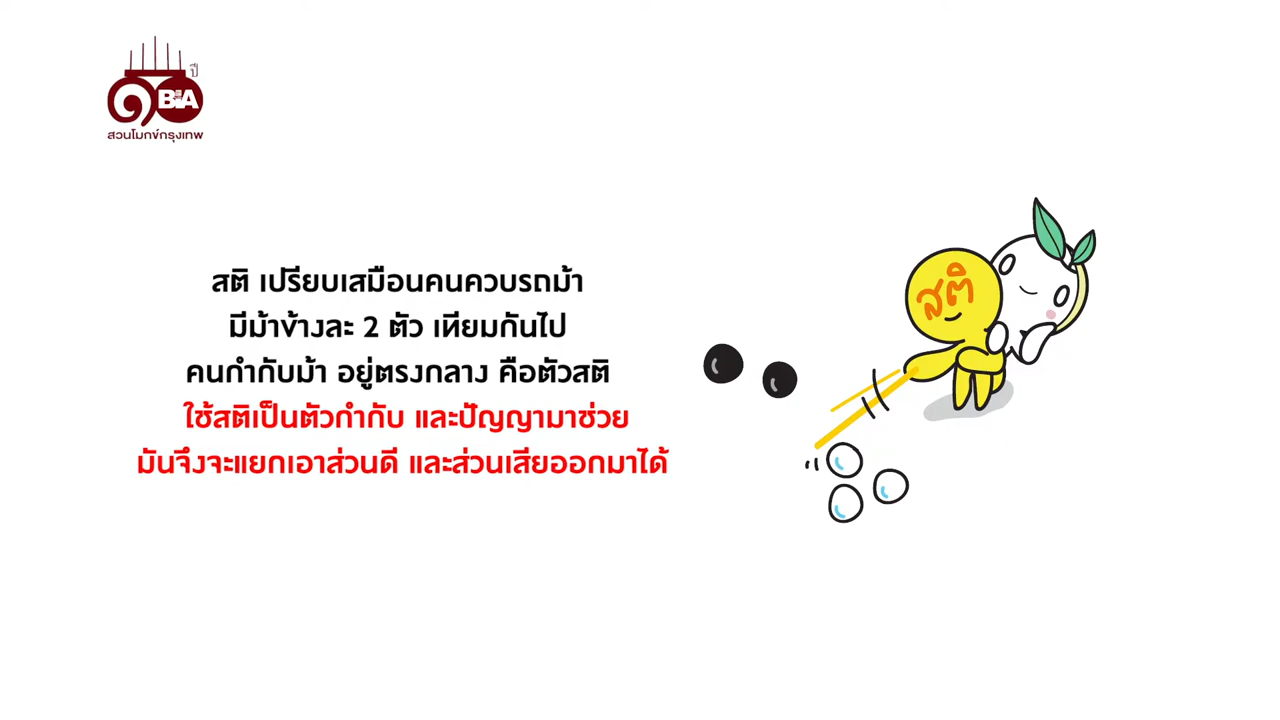 ๑๐
ปี
BIA
สวนโมกข์กรุงเทพ
สติ เปรียบเสมือนคนควบรถม้า
มีม้าข้างละ 2 ตัว เทียมกันไป
คนกำกับม้า อยู่ตรงกลาง คือตัวสติ
ใช้สติเป็นตัวกำกับ และปัญญามาช่วย
มันจึงจะแยกเอาส่วนดี และส่วนเสียออกมาได้
สติ